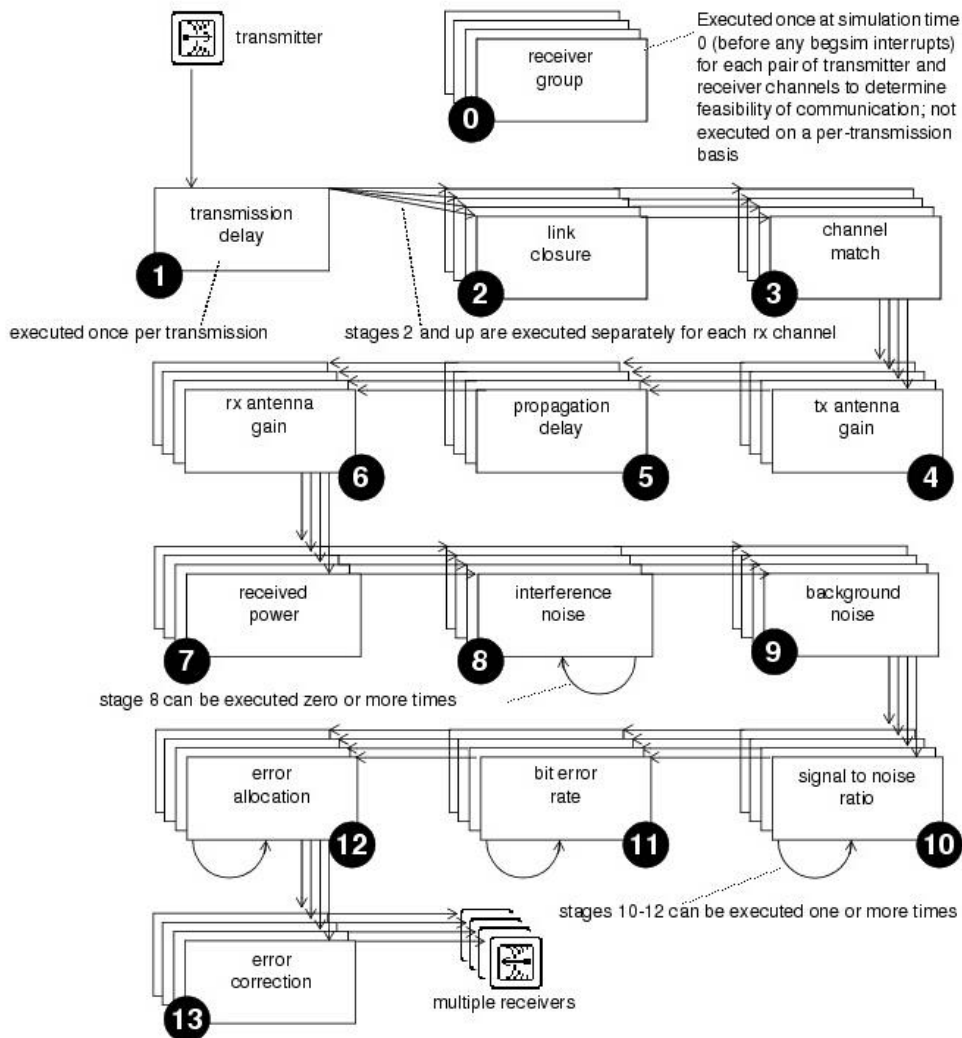 transmitter
receiver
group
0
Executed once at simulation time
0 (before any begsim interrupts)
for each pair of transmitter and
receiver channels to determine
feasibility of communication; not
executed on a per-transmission
basis
transmission
delay
1
link
closure
2
channel
match
3
executed once per transmission
stages 2 and up are executed separately for each rx channel
rx antenna
gain
6
propagation
delay
5
tx antenna
gain
4
received
power
7
interference
noise
8
background
noise
9
stage 8 can be executed zero or more times
error
allocation
12
bit error
rate
11
signal to noise
ratio
10
stages 10-12 can be executed one or more times
error
correction
13
multiple receivers